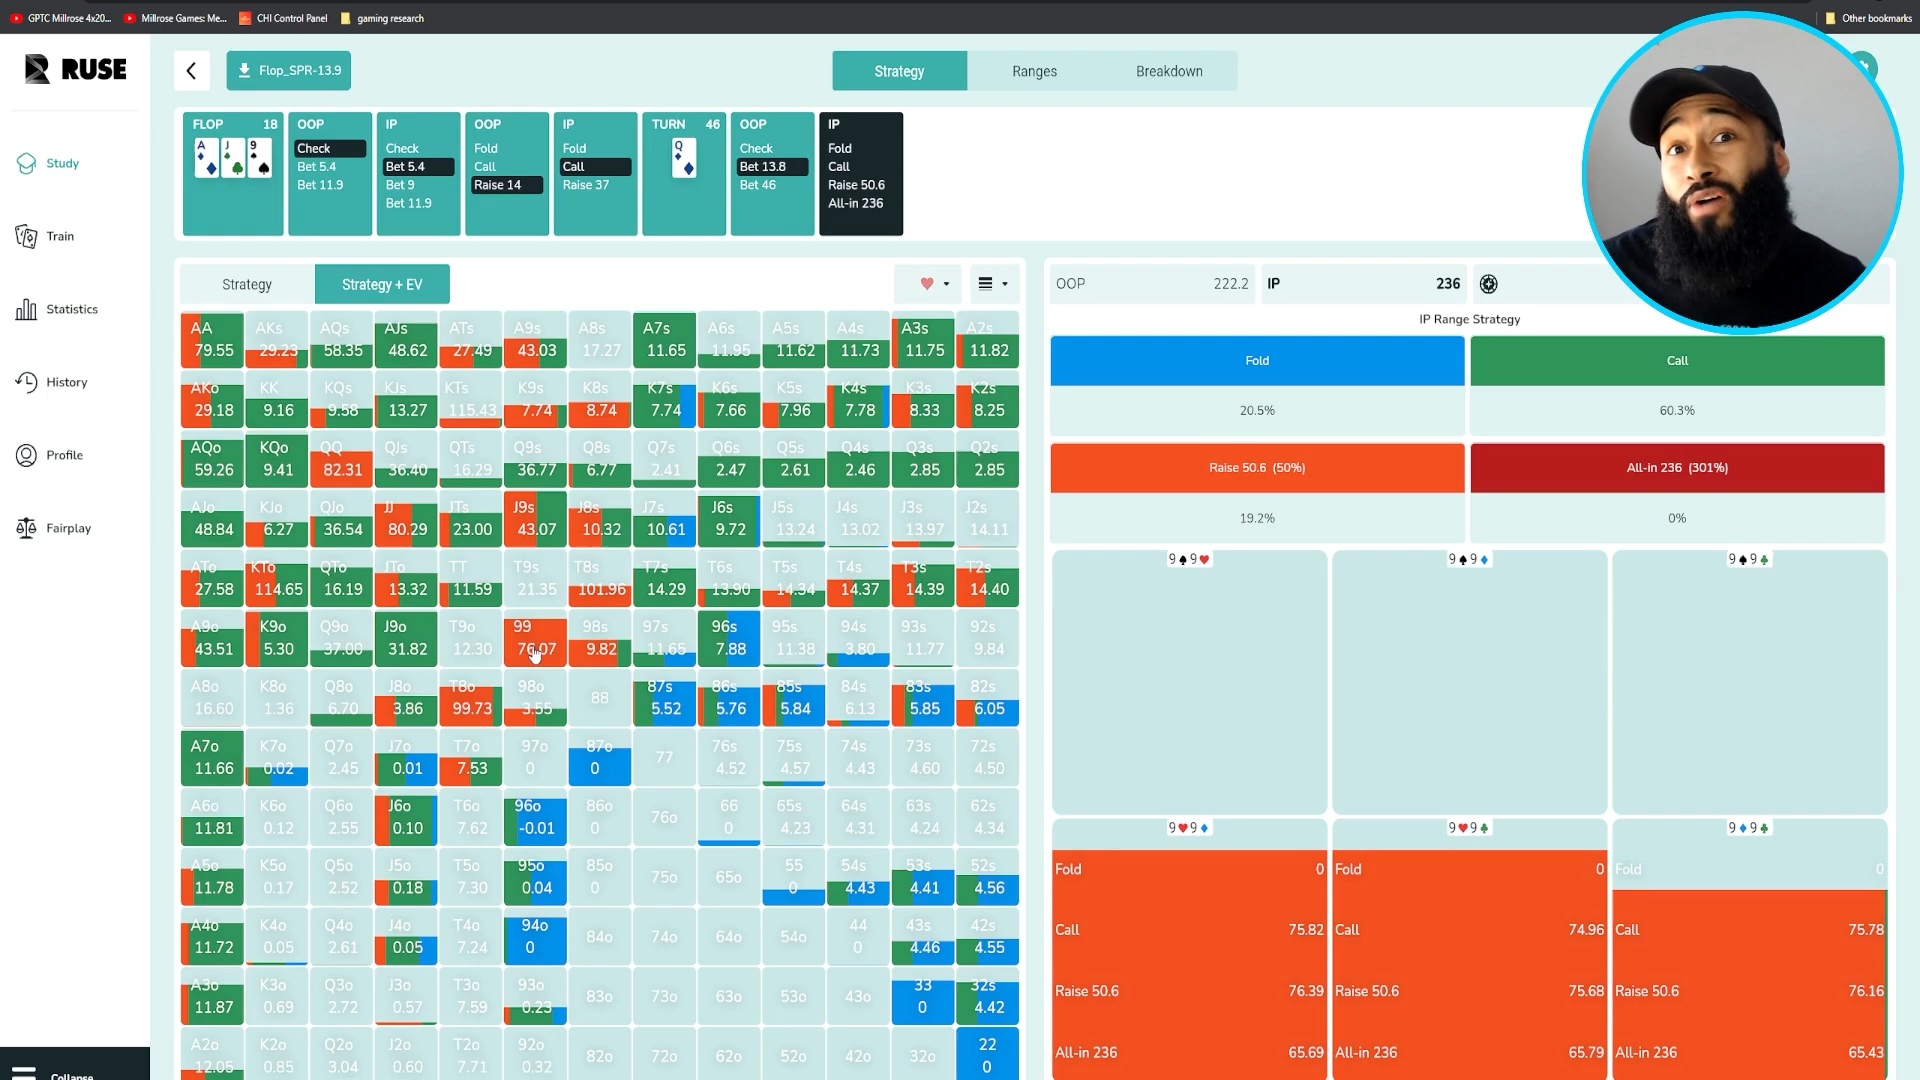 GPTC Millrose 4x20...
Millrose Games: Me...
CHI Control Panel
gaming research
Other bookmarks
RUSE
Flop_SPR-13.9
Strategy
Ranges
Breakdown
Study
Train
Statistics
History
Profile
Fairplay
Collapse
FLOP 18
A J 9
OOP
Check
Bet 5.4
Bet 11.9
IP
Check
Bet 5.4
Bet 9
Bet 11.9
OOP
Fold
Call
Raise 14
IP
Fold
Call
Raise 37
TURN 46
Q
OOP
Check
Bet 13.8
Bet 46
IP
Fold
Call
Raise 50.6
All-in 236
Strategy
Strategy + EV
AA AKs AQs AJs ATs A9s A8s A7s A6s A5s A4s A3s A2s
79.55 29.23 58.35 48.62 27.49 43.03 17.27 11.65 11.95 11.62 11.73 11.75 11.82
AKo KK KQs KJs KTs K9s K8s K7s K6s K5s K4s K3s K2s
29.18 9.16 9.58 13.27 115.43 7.74 8.74 7.74 7.66 7.96 7.78 8.33 8.25
AQo KQo QQ QJs QTs Q9s Q8s Q7s Q6s Q5s Q4s Q3s Q2s
59.26 9.41 82.31 36.40 16.29 36.77 6.77 2.41 2.47 2.61 2.46 2.85 2.85
AJo KJo QJo JJ JTs J9s J8s J7s J6s J5s J4s J3s J2s
48.84 6.27 36.54 80.29 23.00 43.07 10.32 10.61 9.72 13.24 13.02 13.97 14.11
ATo KTo QTo JTo TT T9s T8s T7s T6s T5s T4s T3s T2s
27.58 114.65 16.19 13.32 11.59 21.35 101.96 14.29 13.90 14.34 14.37 14.39 14.40
A9o K9o Q9o J9o T9o 99 98s 97s 96s 95s 94s 93s 92s
43.51 5.30 37.00 31.82 12.30 76.07 9.82 11.65 7.88 11.38 3.80 11.77 9.84
A8o K8o Q8o J8o T8o 98o 88 87s 86s 85s 84s 83s 82s
16.60 1.36 6.70 3.86 99.73 3.55 5.52 5.76 5.84 6.13 5.85 6.05
A7o K7o Q7o J7o T7o 97o 87o 77 76s 75s 74s 73s 72s
11.66 0.02 2.45 0.01 7.53 0 0 4.52 4.57 4.43 4.60 4.50
A6o K6o Q6o J6o T6o 96o 86o 76o 66 65s 64s 63s 62s
11.81 0.12 2.55 0.10 7.62 -0.01 0 0 4.23 4.31 4.24 4.34
A5o K5o Q5o J5o T5o 95o 85o 75o 65o 55 54s 53s 52s
11.78 0.17 2.52 0.18 7.30 0.04 0 0 4.43 4.41 4.56
A4o K4o Q4o J4o T4o 94o 84o 74o 64o 54o 44 43s 42s
11.72 0.05 2.61 0.05 7.24 0 0 4.46 4.55
A3o K3o Q3o J3o T3o 93o 83o 73o 63o 53o 43o 33 32s
11.87 0.69 2.72 0.57 7.59 0.23 0 4.42
A2o K2o Q2o J2o T2o 92o 82o 72o 62o 52o 42o 32o 22
12.05 0.85 3.04 0.60 7.71 0.32 0
OOP 222.2
IP 236
IP Range Strategy
Fold Call
20.5% 60.3%
Raise 50.6 (50%) All-in 236 (301%)
19.2% 0%
9♠9♥ 9♠9♦ 9♠9♣
9♥9♦ 9♥9♣ 9♦9♣
Fold 0 Fold 0 Fold 0
Call 75.82 Call 74.96 Call 75.78
Raise 50.6 76.39 Raise 50.6 75.68 Raise 50.6 76.16
All-in 236 65.69 All-in 236 65.79 All-in 236 65.43